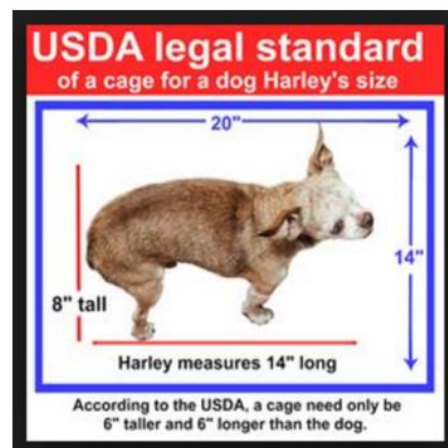 USDA legal standard
of a cage for a dog Harley's size
20"
14"
8" tall
Harley measures 14" long
According to the USDA, a cage need only be
6" taller and 6" longer than the dog.